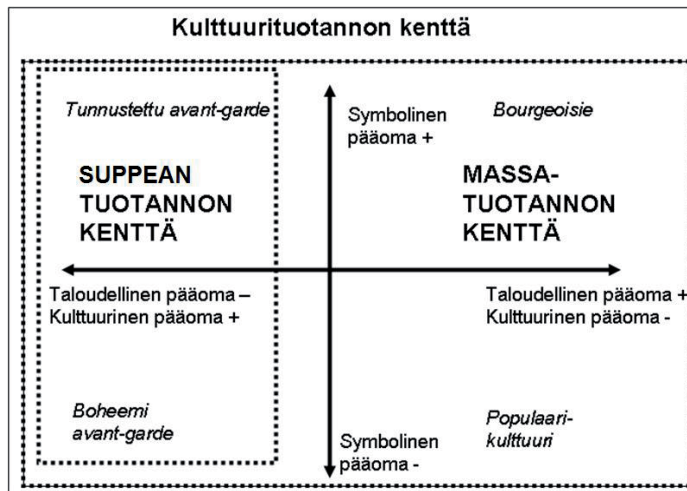 Kulttuurituotannon kenttä
Tunnustettu avant-garde
Symbolinen
pääoma +
Bourgeoisie
SUPPEAN
TUOTANNON
KENTTÄ
MASSA-
TUOTANNON
KENTTÄ
Taloudellinen pääoma –
Kulttuurinen pääoma +
Taloudellinen pääoma +
Kulttuurinen pääoma -
Boheemi
avant-garde
Symbolinen
pääoma -
Populaari-
kulttuuri